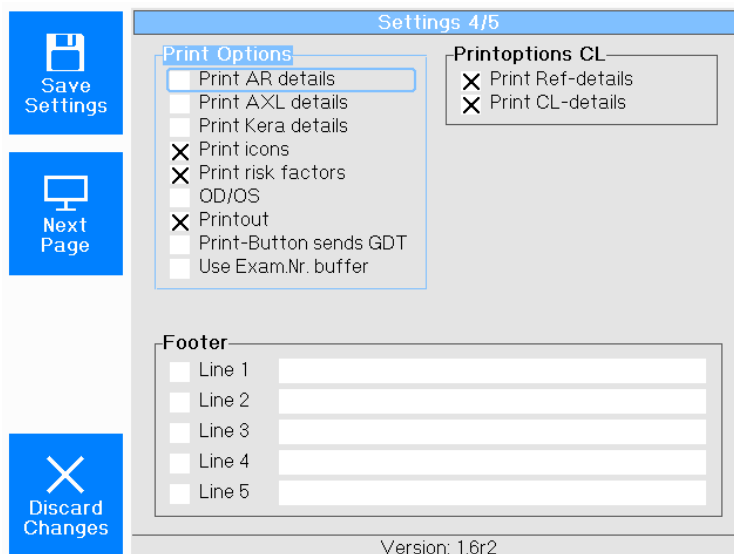 Settings 4/5
Save
Settings
Next
Page
Discard
Changes
Print Options
Print AR details
Print AXL details
Print Kera details
Print icons
Print risk factors
OD/OS
Printout
Print-Button sends GDT
Use Exam.Nr. buffer
Printoptions CL
Print Ref-details
Print CL-details
Footer
Line 1
Line 2
Line 3
Line 4
Line 5
Version: 1.6r2